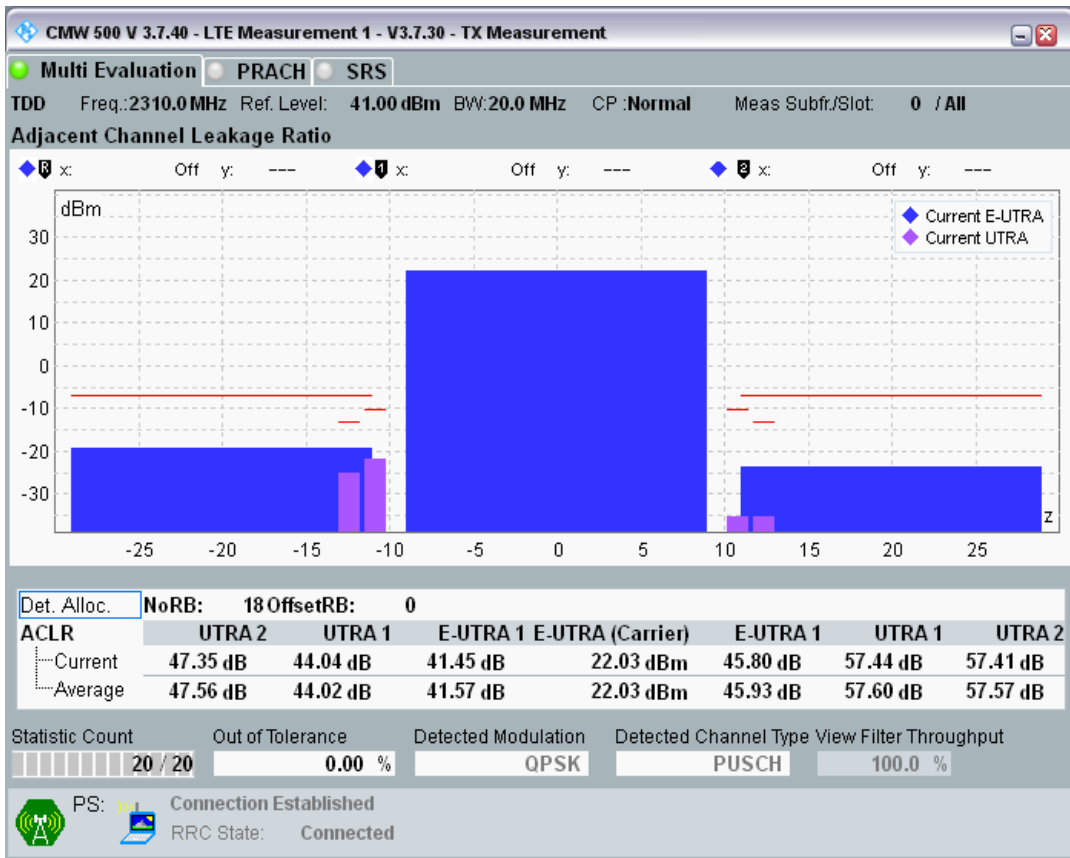 CMW 500 V 3.7.40 - LTE Measurement 1 - V3.7.30 - TX Measurement
Multi Evaluation PRACH SRS
TDD Freq.:2310.0 MHz Ref. Level: 41.00 dBm BW:20.0 MHz CP :Normal Meas Subfr./Slot: 0 / All
Adjacent Channel Leakage Ratio
R x: Off y: --- 1 x: Off y: --- 2 x: Off y: ---
dBm
Current E-UTRA
Current UTRA
30
20
10
0
-10
-20
-30
z
-25 -20 -15 -10 -5 0 5 10 15 20 25
Det. Alloc. NoRB: 18 OffsetRB: 0
ACLR UTRA 2 UTRA 1 E-UTRA 1 E-UTRA (Carrier) E-UTRA 1 UTRA 1 UTRA 2
Current 47.35 dB 44.04 dB 41.45 dB 22.03 dBm 45.80 dB 57.44 dB 57.41 dB
Average 47.56 dB 44.02 dB 41.57 dB 22.03 dBm 45.93 dB 57.60 dB 57.57 dB
Statistic Count Out of Tolerance Detected Modulation Detected Channel Type View Filter Throughput
20 / 20 0.00 % QPSK PUSCH 100.0 %
PS: Connection Established
RRC State: Connected